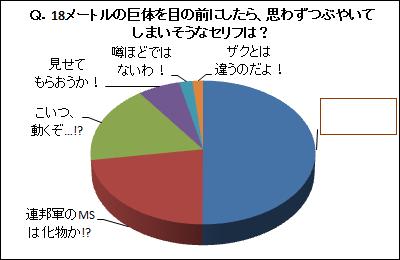 Q. 18メートルの巨体を目の前にしたら、思わずつぶやいて
しまいそうなセリフは？
見せて
もらおうか！
噂ほどでは
ないわ！
ザクとは
違うのだよ！
こいつ、
動くぞ…!?
連邦軍のMS
は化物か!?